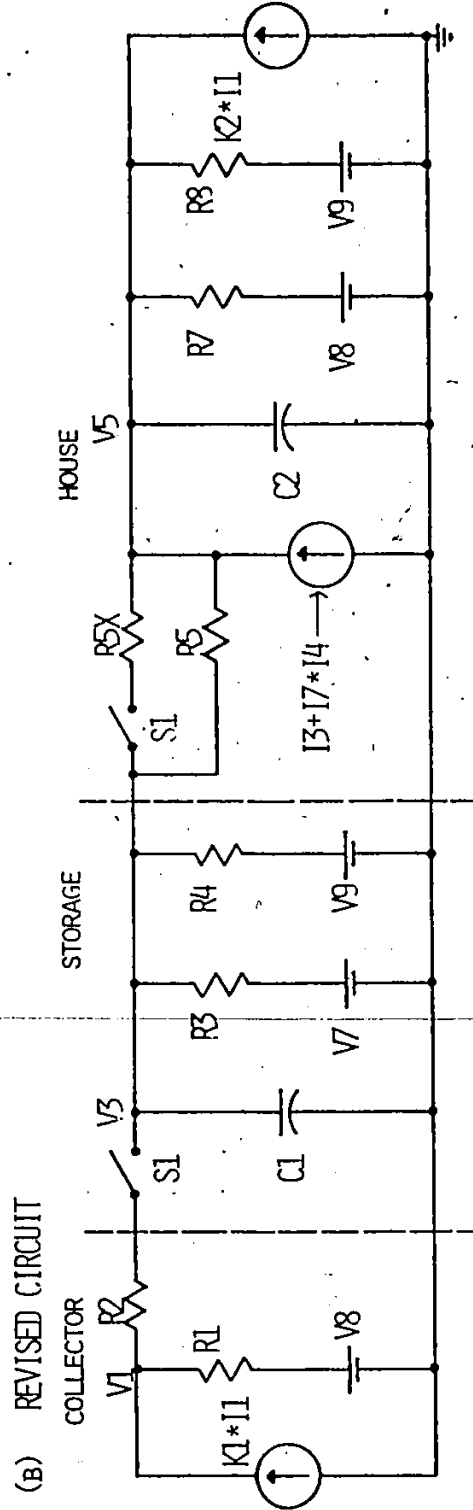 (B) REVISED CIRCUIT
COLLECTOR
STORAGE
HOUSE
V1
R2
S1
V3
R5X
S1
R5
V5
K1*I1
R1
V8
C1
R3
V7
R4
V9
I3+I7*I4
C2
R7
V8
R8
V9
K2*I1